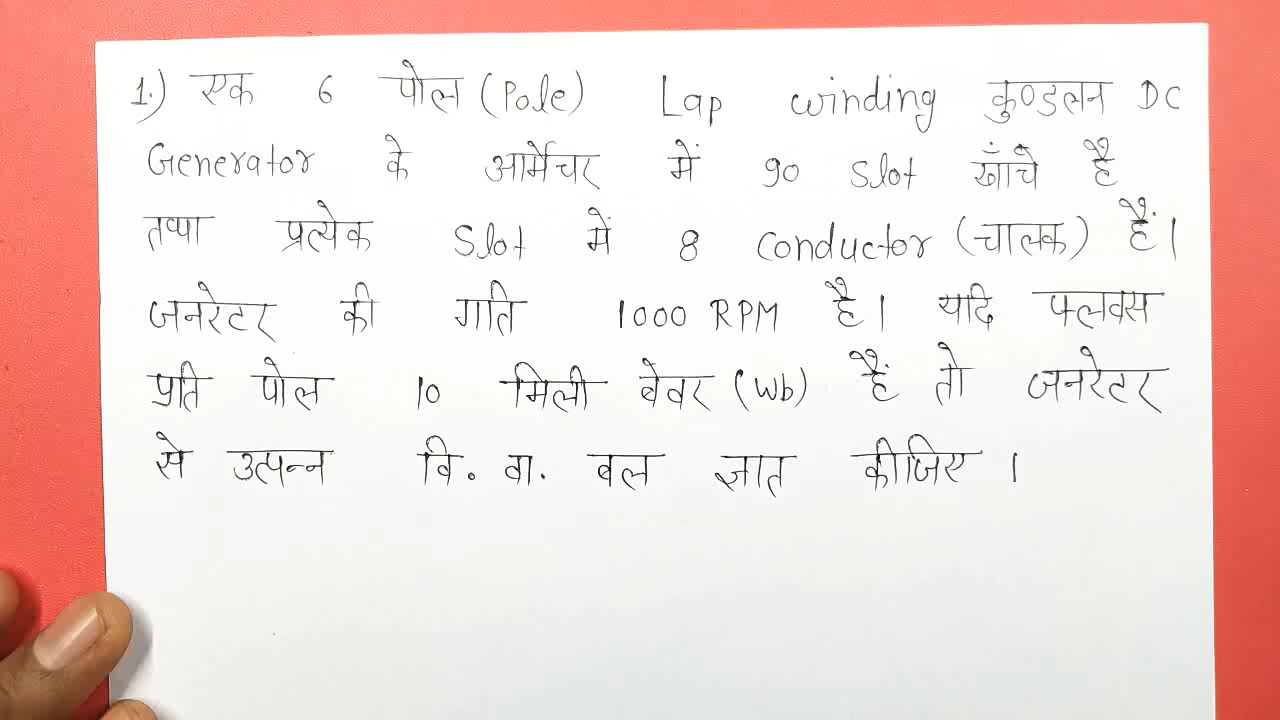 1.) एक 6 पोल (Pole) Lap winding कुण्डलन DC
Generator के आर्मेचर में 90 Slot खाँचे है
तथा प्रत्येक Slot में 8 Conductor (चालक) हैं।
जनरेटर की गति 1000 RPM है। यदि फ्लक्स
प्रति पोल 10 मिली वेवर (Wb) हैं तो जनरेटर
से उत्पन्न वि. वा. बल ज्ञात कीजिए ।